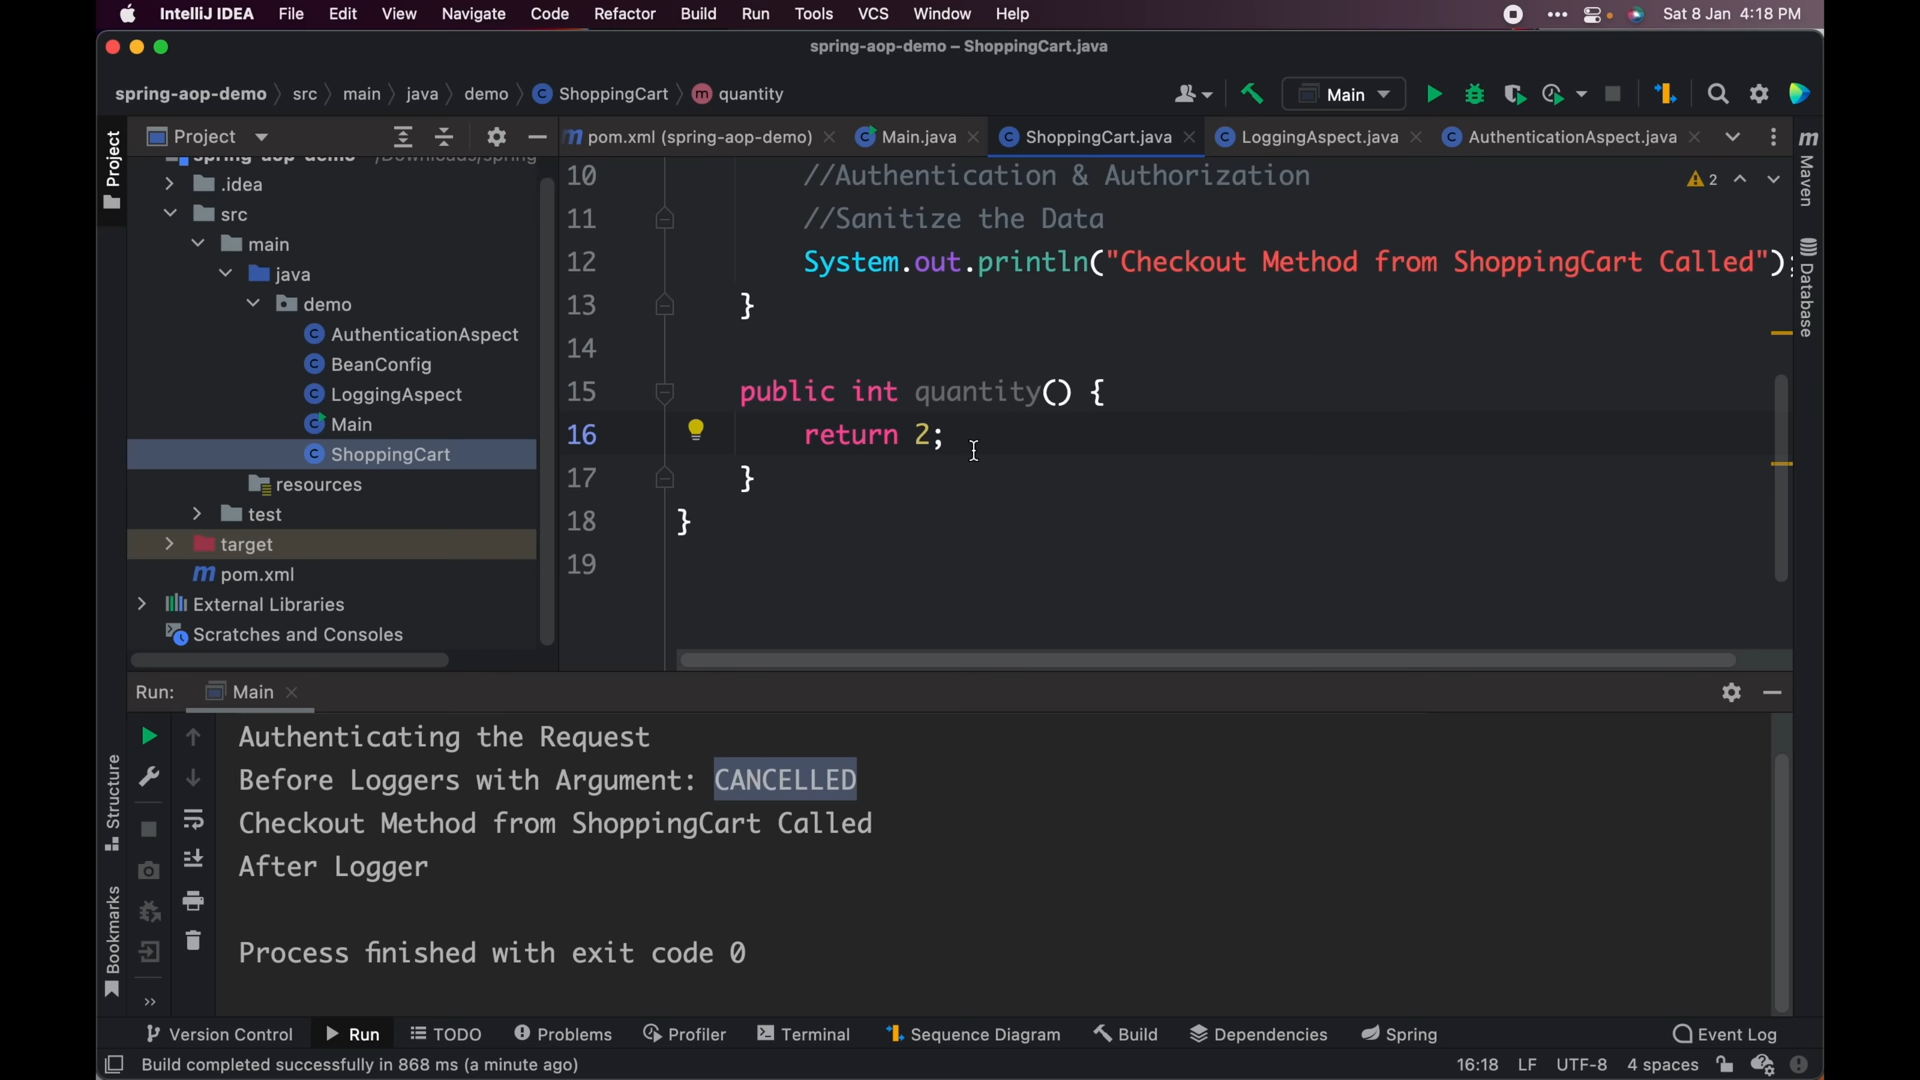 IntelliJ IDEA File Edit View Navigate Code Refactor Build Run Tools VCS Window Help Sat 8 Jan 4:18 PM
spring-aop-demo – ShoppingCart.java
spring-aop-demo src main java demo ShoppingCart quantity Main
Project pom.xml (spring-aop-demo) Main.java ShoppingCart.java LoggingAspect.java AuthenticationAspect.java
.idea
src
main
java
demo
AuthenticationAspect
BeanConfig
LoggingAspect
Main
ShoppingCart
resources
test
target
pom.xml
External Libraries
Scratches and Consoles
10 //Authentication & Authorization
11 //Sanitize the Data
12 System.out.println("Checkout Method from ShoppingCart Called");
13 }
14
15 public int quantity() {
16 return 2;
17 }
18 }
19
2
Project
Structure
Bookmarks
Maven
Database
Run: Main
Authenticating the Request
Before Loggers with Argument: CANCELLED
Checkout Method from ShoppingCart Called
After Logger
Process finished with exit code 0
Version Control Run TODO Problems Profiler Terminal Sequence Diagram Build Dependencies Spring Event Log
Build completed successfully in 868 ms (a minute ago) 16:18 LF UTF-8 4 spaces